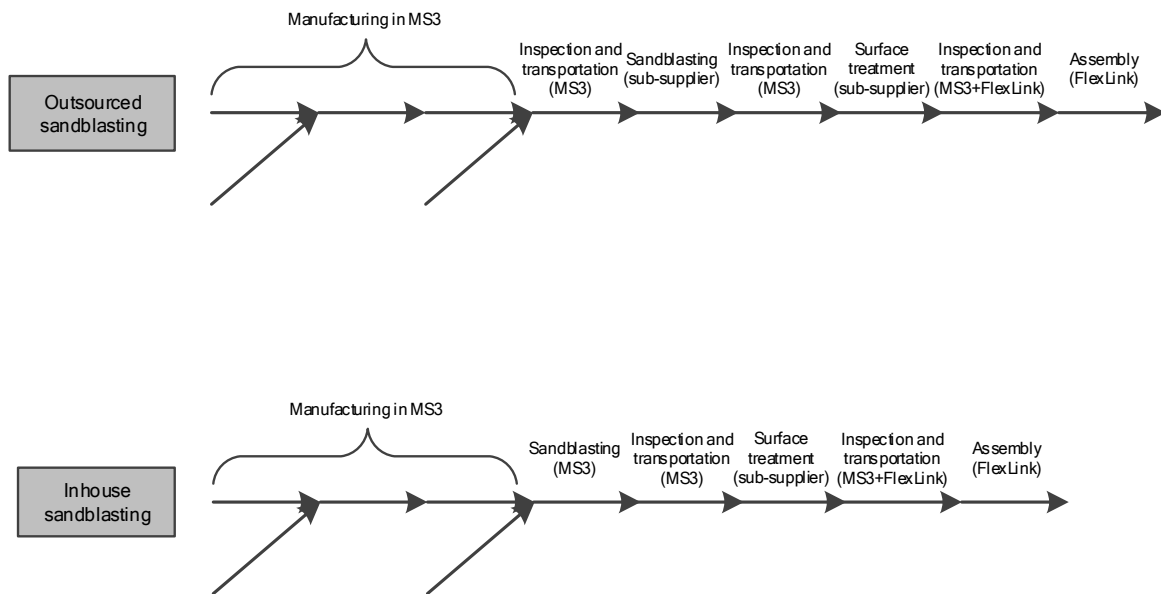 Manufacturing in MS3
Outsourced
sandblasting
Inspection and
transportation
(MS3)
Sandblasting
(sub-supplier)
Inspection and
transportation
(MS3)
Surface
treatment
(sub-supplier)
Inspection and
transportation
(MS3+FlexLink)
Assembly
(FlexLink)
Manufacturing in MS3
Inhouse
sandblasting
Sandblasting
(MS3)
Inspection and
transportation
(MS3)
Surface
treatment
(sub-supplier)
Inspection and
transportation
(MS3+FlexLink)
Assembly
(FlexLink)